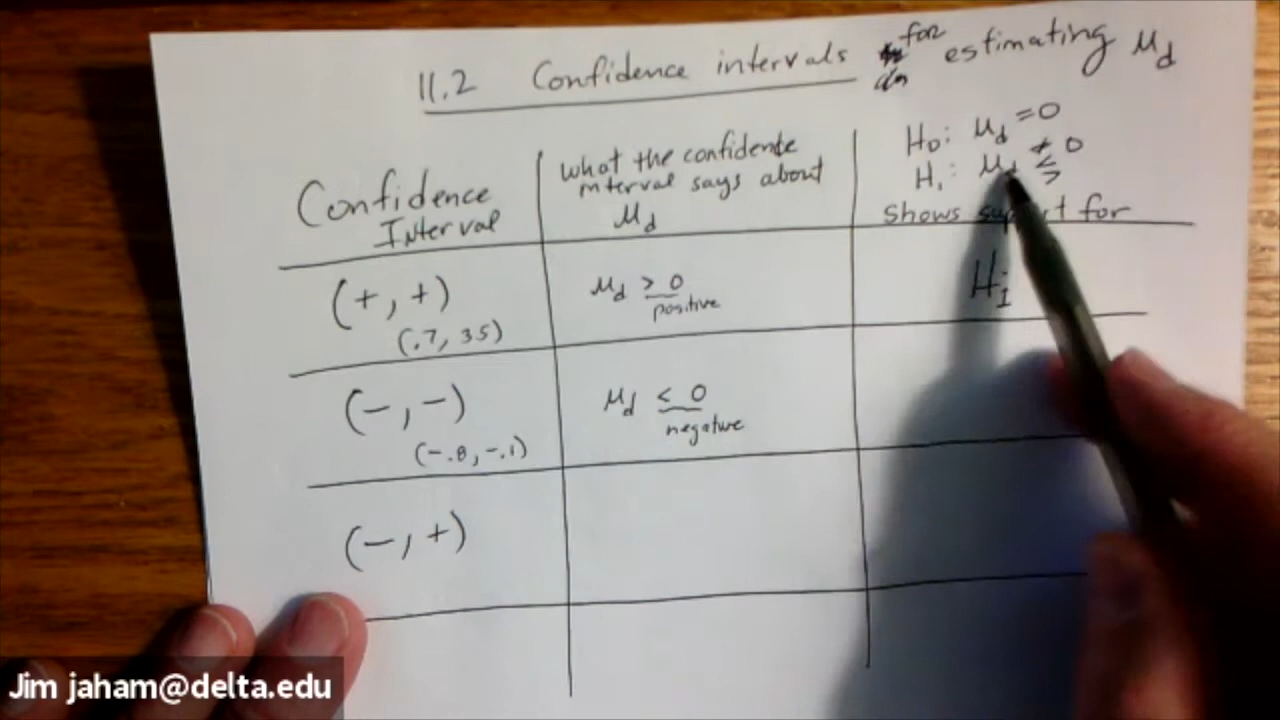 11.2 Confidence intervals for estimating μd
Confidence
Interval
What the confidence
interval says about
μd
H0: μd = 0
H1: μd ≠ 0
<
>
shows support for
(+, +)
(.7, 35)
μd > 0
positive
H1
(-, -)
(-.8, -.1)
μd < 0
negative
(-, +)
Jim jaham@delta.edu